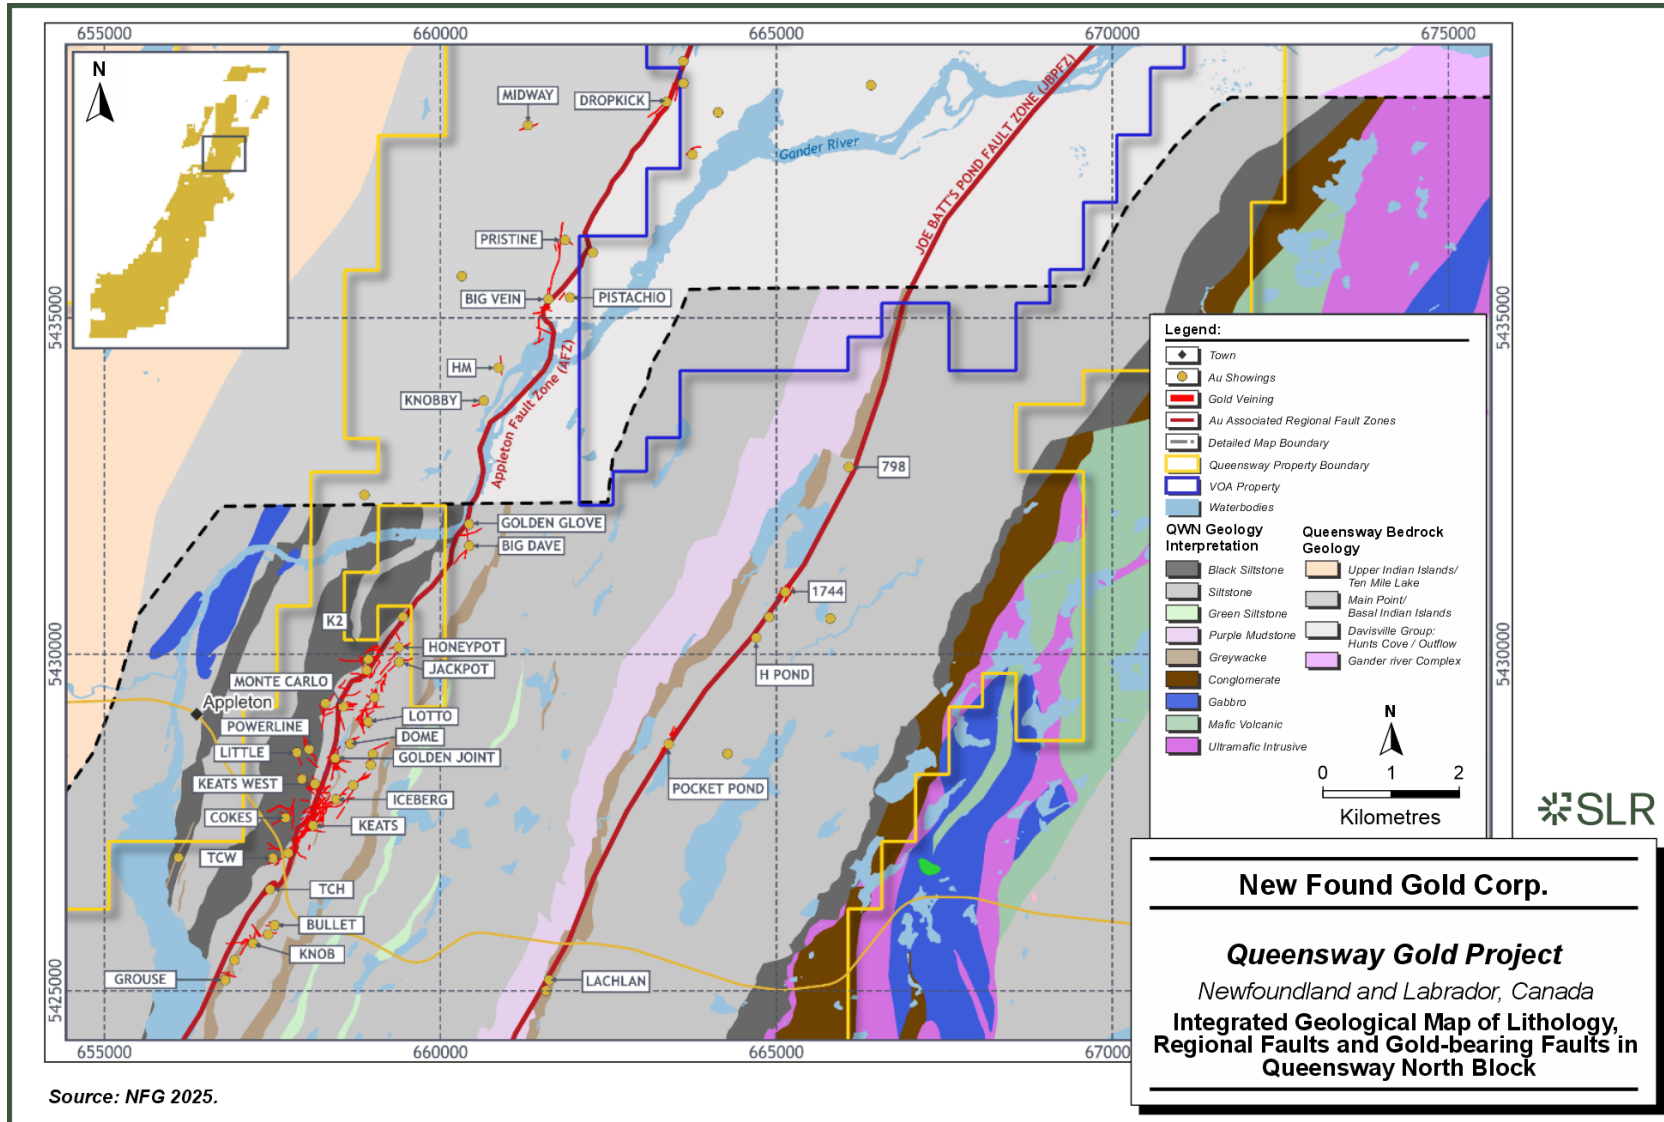 655000
660000
665000
670000
675000
N
MIDWAY
DROPKICK
JOE BATT'S POND FAULT ZONE (JBPFZ)
Gander River
PRISTINE
BIG VEIN
PISTACHIO
5435000
5435000
HM
KNOBBY
Appleton Fault Zone (AFZ)
798
GOLDEN GLOVE
BIG DAVE
1744
K2
HONEYPOT
JACKPOT
5430000
5430000
H POND
MONTE CARLO
Appleton
POWERLINE
LOTTO
LITTLE
DOME
GOLDEN JOINT
KEATS WEST
POCKET POND
ICEBERG
COKES
KEATS
TCW
TCH
BULLET
KNOB
GROUSE
LACHLAN
5425000
655000
660000
665000
67000
Legend:
Town
Au Showings
Gold Veining
Au Associated Regional Fault Zones
Detailed Map Boundary
Queensway Property Boundary
VOA Property
Waterbodies
QWN Geology
Interpretation
Black Siltstone
Siltstone
Green Siltstone
Purple Mudstone
Greywacke
Conglomerate
Gabbro
Mafic Volcanic
Ultramafic Intrusive
Queensway Bedrock
Geology
Upper Indian Islands/
Ten Mile Lake
Main Point/
Basal Indian Islands
Davisville Group:
Hunts Cove / Outflow
Gander river Complex
N
0 1 2
Kilometres
SLR
New Found Gold Corp.
Queensway Gold Project
Newfoundland and Labrador, Canada
Integrated Geological Map of Lithology,
Regional Faults and Gold-bearing Faults in
Queensway North Block
Source: NFG 2025.